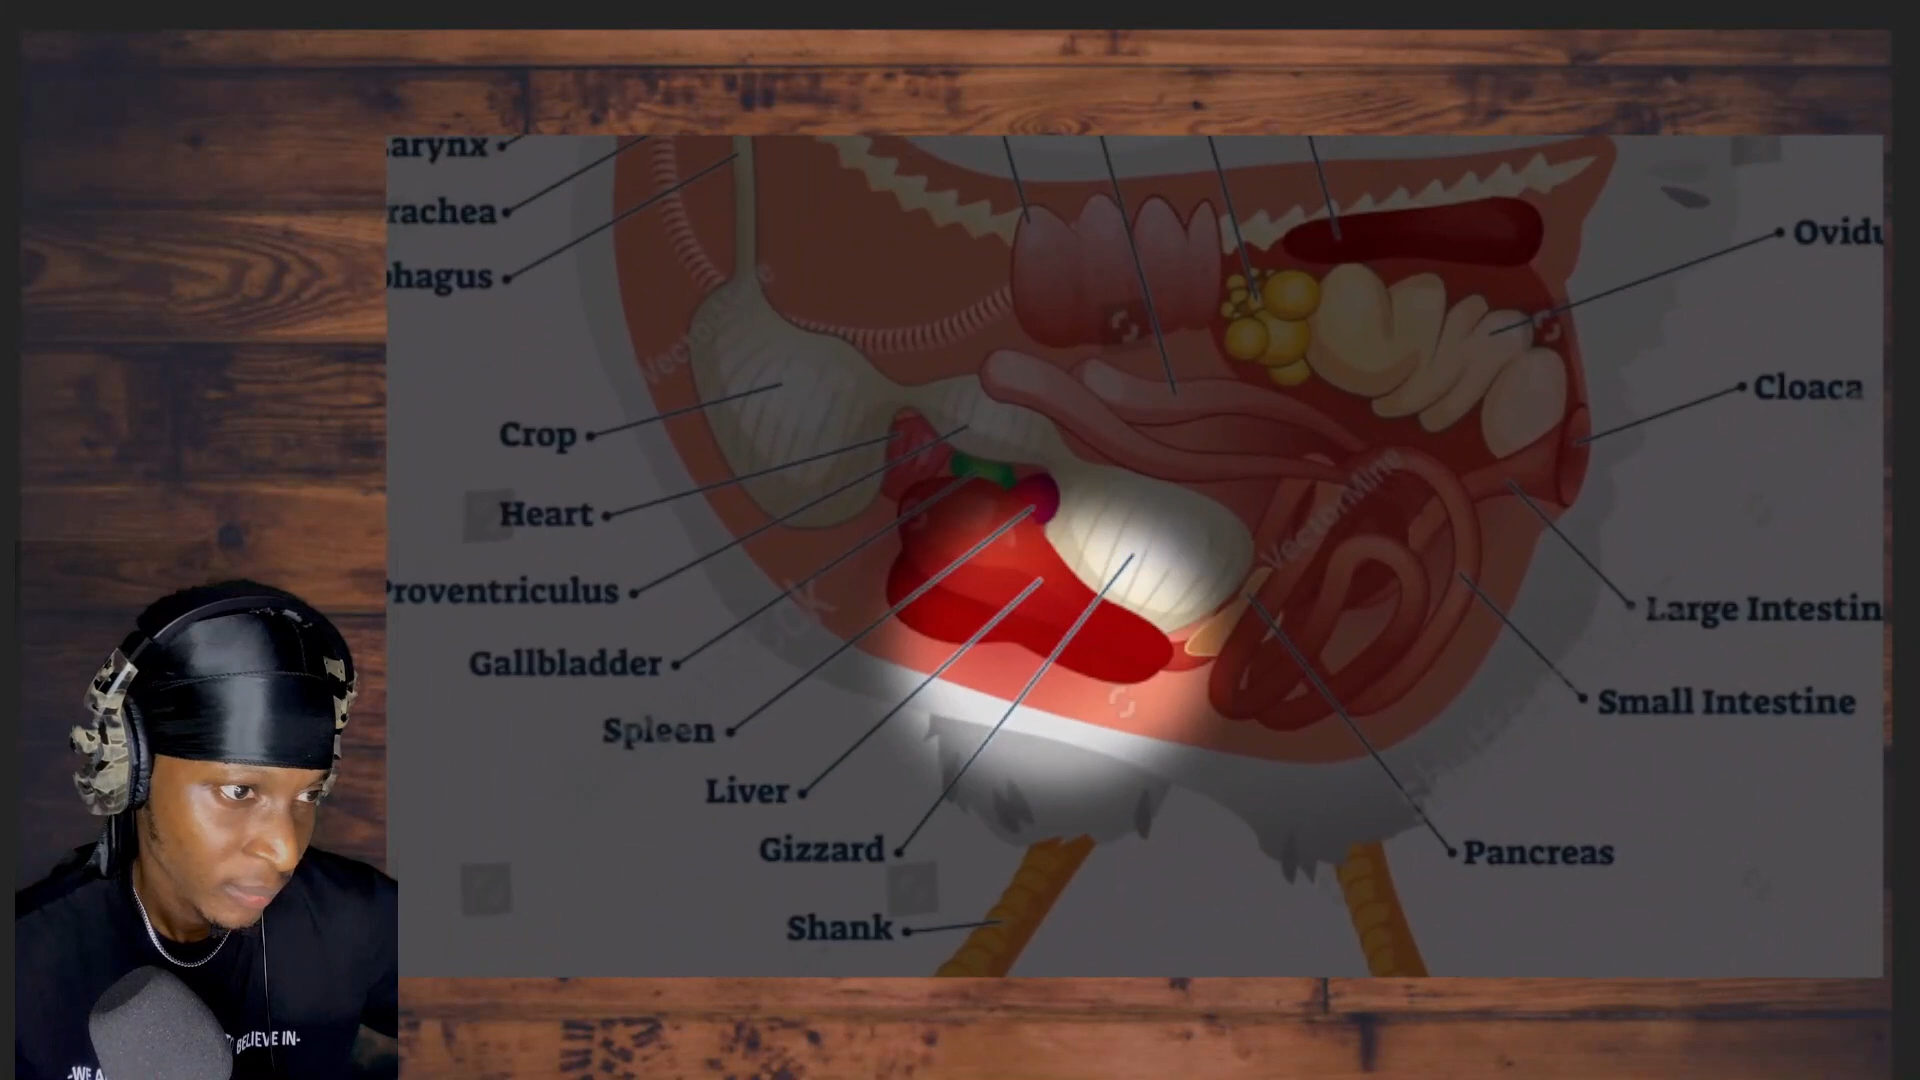 arynx
rachea
phagus
Crop
Heart
Proventriculus
Gallbladder
Spleen
Liver
Gizzard
Shank
Ovidu
Cloaca
Large Intestin
Small Intestine
Pancreas
VectorMine
BELIEVE IN-
-WE A